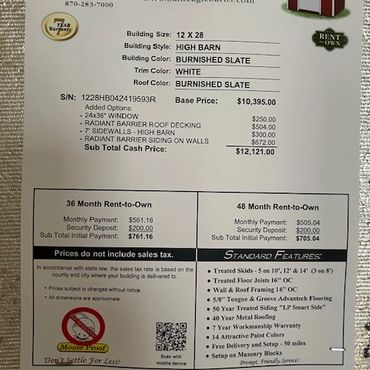 870-283-7000
7 YEAR
Warranty
RENT
TO OWN
Building Size: 12 X 28
Building Style: HIGH BARN
Building Color: BURNISHED SLATE
Trim Color: WHITE
Roof Color: BURNISHED SLATE
S/N: 1228HB042419593R Base Price: $10,395.00
Added Options:
- 24x36" WINDOW $250.00
- RADIANT BARRIER ROOF DECKING $504.00
- 7' SIDEWALLS - HIGH BARN $300.00
- RADIANT BARRIER SIDING ON WALLS $672.00
Sub Total Cash Price: $12,121.00
36 Month Rent-to-Own
Monthly Payment: $561.16
Security Deposit: $200.00
Sub Total Initial Payment: $761.16
48 Month Rent-to-Own
Monthly Payment: $505.04
Security Deposit: $200.00
Sub Total Initial Payment: $705.04
Prices do not include sales tax.
In accordance with state law, the sales tax rate is based on the
county and city where your building is delivered to.
• Prices subject to changed without notice.
• All dimensions are approximate.
Mouse Proof
Don't Settle For Less!
Scan with
mobile device
STANDARD FEATURES:
• Treated Skids - 5 on 10', 12' & 14' (3 on 8')
• Treated Floor Joists 16" OC
• Wall & Roof Framing 16" OC
• 5/8" Tongue & Groove Advantech Flooring
• 50 Year Treated Siding "LP Smart Side"
• 40 Year Metal Roofing
• 7 Year Workmanship Warranty
• 14 Attractive Paint Colors
• Free Delivery and Setup - 50 miles
• Setup on Masonry Blocks
Prompt, Friendly Service!